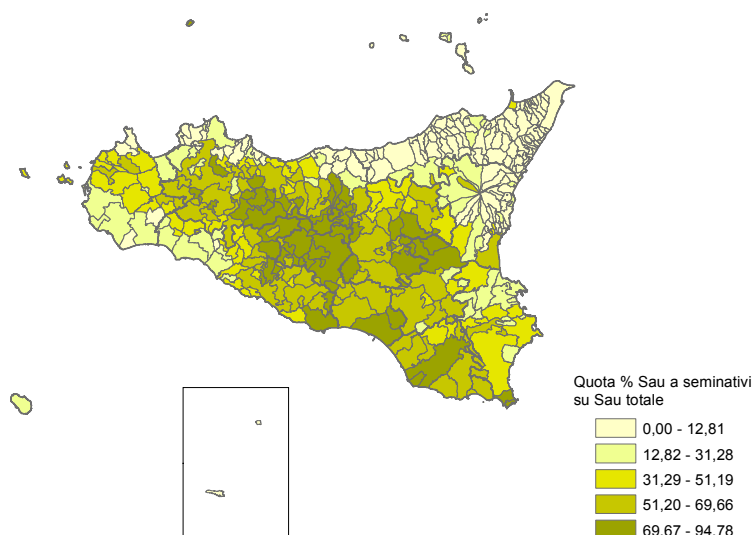 Quota % Sau a seminativi
su Sau totale
0,00 - 12,81
12,82 - 31,28
31,29 - 51,19
51,20 - 69,66
69,67 - 94,78